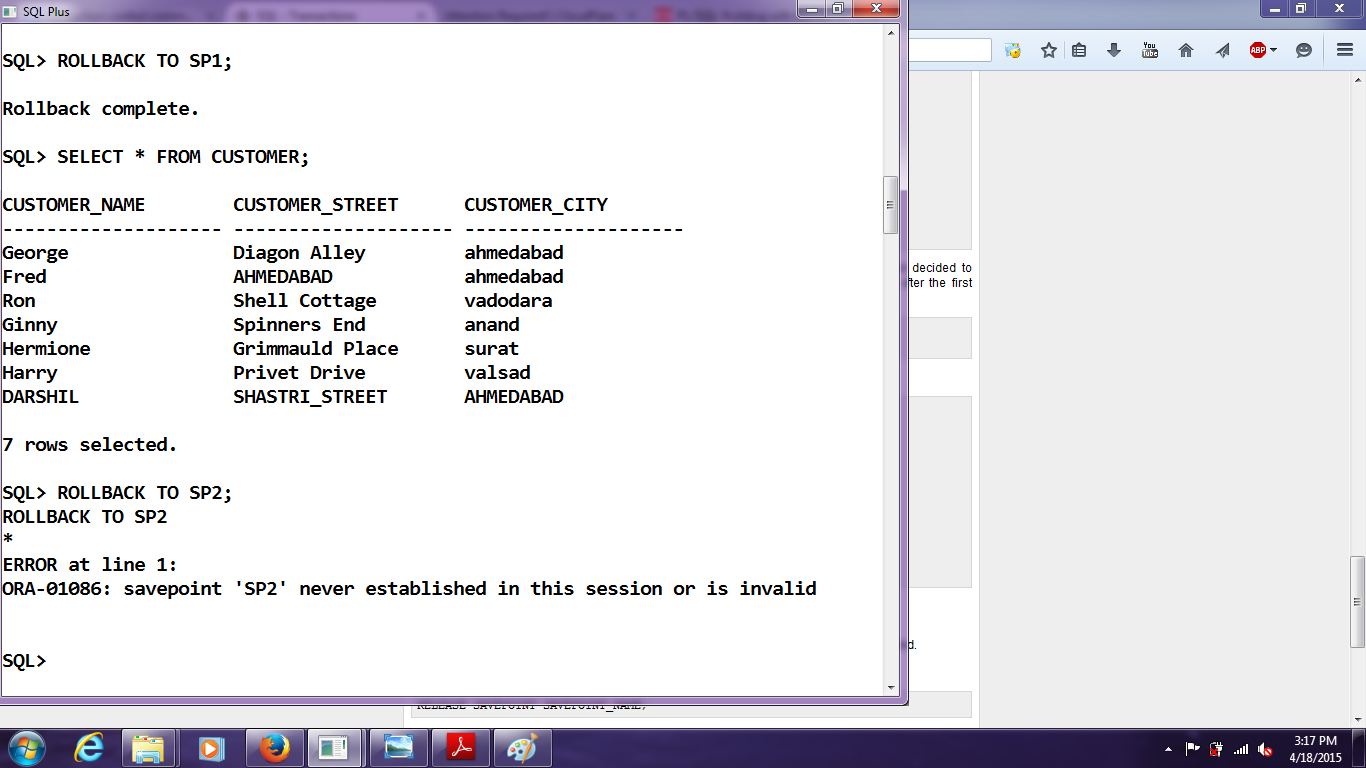 SQL Plus
SQL> ROLLBACK TO SP1;
Rollback complete.
SQL> SELECT * FROM CUSTOMER;
CUSTOMER_NAME CUSTOMER_STREET CUSTOMER_CITY
-------------------- -------------------- --------------------
George Diagon Alley ahmedabad
Fred AHMEDABAD ahmedabad
Ron Shell Cottage vadodara
Ginny Spinners End anand
Hermione Grimmauld Place surat
Harry Privet Drive valsad
DARSHIL SHASTRI_STREET AHMEDABAD
7 rows selected.
SQL> ROLLBACK TO SP2;
ROLLBACK TO SP2
*
ERROR at line 1:
ORA-01086: savepoint 'SP2' never established in this session or is invalid
SQL>
You Tube
ABP
decided to
fter the first
d.
RELEASE SAVEPOINT SAVEPOINT_NAME;
3:17 PM
4/18/2015